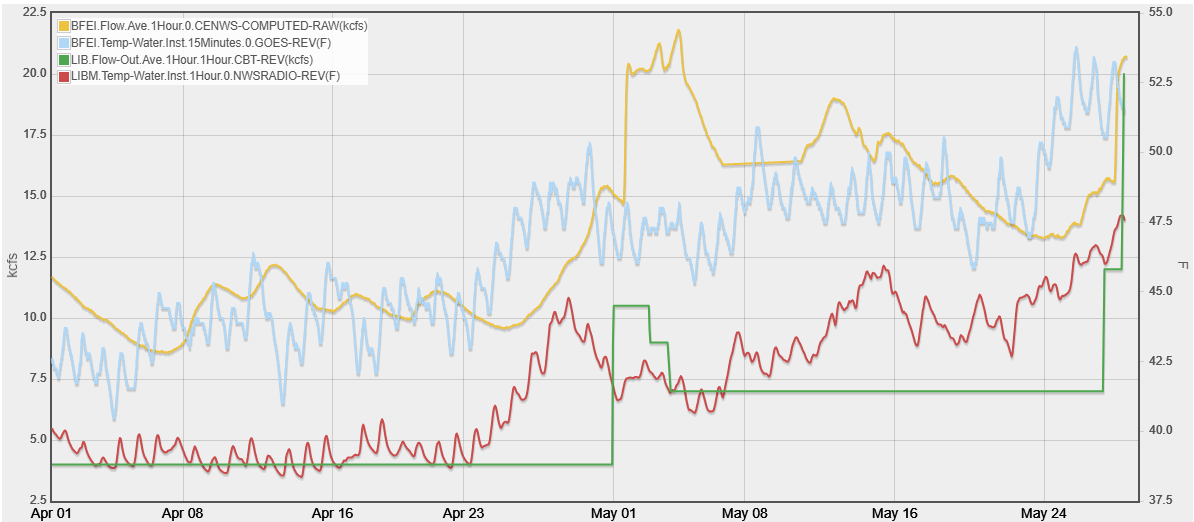 22.5
20.0
17.5
15.0
12.5
10.0
7.5
5.0
2.5
kcfs
BFEI.Flow.Ave.1Hour.0.CENWS-COMPUTED-RAW(kcfs)
BFEI.Temp-Water.Inst.15Minutes.0.GOES-REV(F)
LIB.Flow-Out.Ave.1Hour.1Hour.CBT-REV(kcfs)
LIBM.Temp-Water.Inst.1Hour.0.NWSRADIO-REV(F)
55.0
52.5
50.0
47.5
45.0
42.5
40.0
37.5
F
Apr 01 Apr 08 Apr 16 Apr 23 May 01 May 08 May 16 May 24